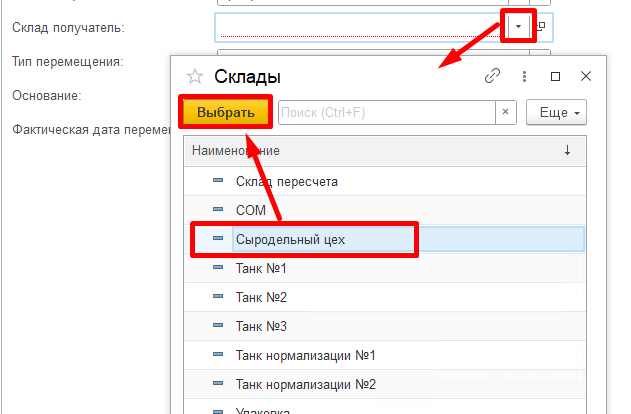 Склад получатель:
Тип перемещения:
Основание:
Фактическая дата перемещ
Склады
Выбрать
Поиск (Ctrl+F)
Еще
Наименование
Склад пересчета
СОМ
Сыродельный цех
Танк №1
Танк №2
Танк №3
Танк нормализации №1
Танк нормализации №2
Упаковка